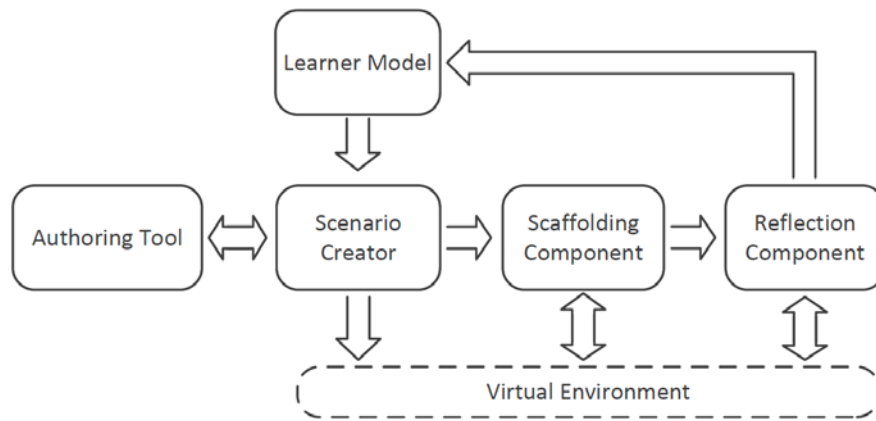 Learner Model
Authoring Tool
Scenario
Creator
Scaffolding
Component
Reflection
Component
Virtual Environment